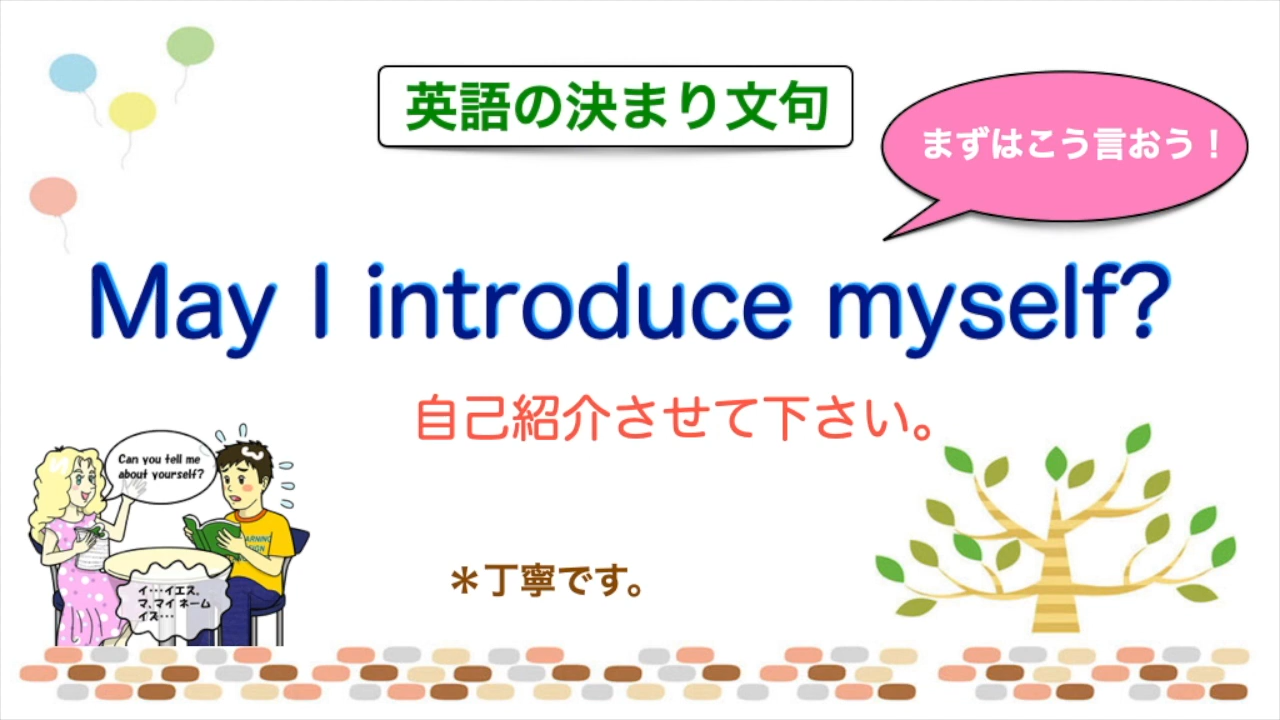 英語の決まり文句
まずはこう言おう！
May I introduce myself?
自己紹介させて下さい。
Can you tell me
about yourself?
イ…イエス、
マ、マイ ネーム
イズ…
＊丁寧です。